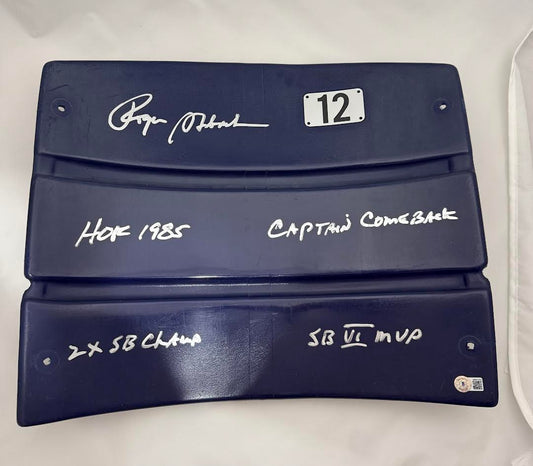 Roger Staubach
12
HOF 1985
CAPTAIN COMEBACK
2X SB CHAMP
SB VI MVP